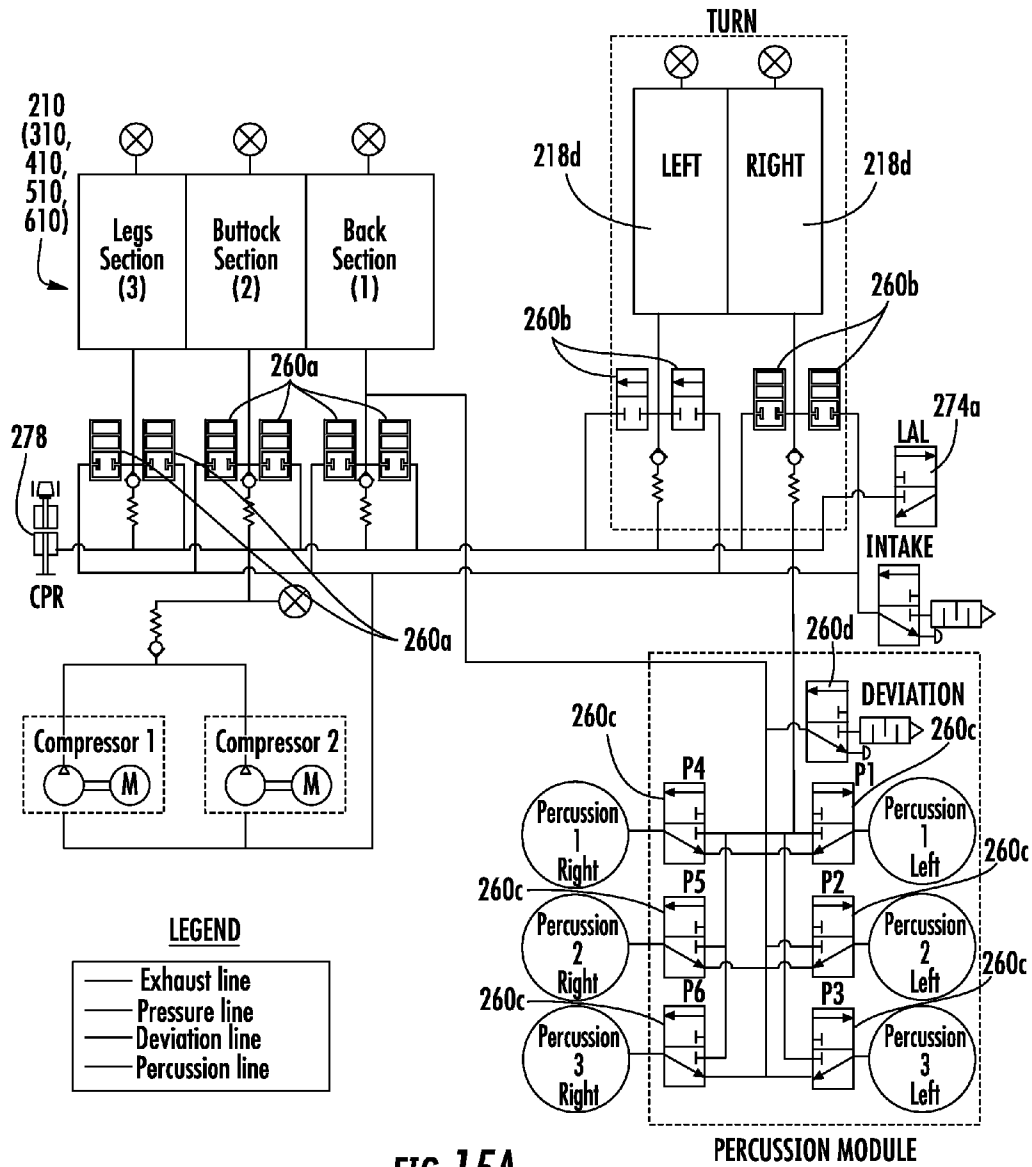 TURN
210
(310,
410,
510,
610)
Legs
Section
(3)
Buttock
Section
(2)
Back
Section
(1)
218d
LEFT
RIGHT
218d
260b
260b
260a
278
LAL
274a
INTAKE
CPR
260a
260d
DEVIATION
260c
260c
Compressor 1
M
Compressor 2
M
P4
P1
Percussion
1
Right
Percussion
1
Left
260c
260c
P5
P2
Percussion
2
Right
Percussion
2
Left
260c
260c
P6
P3
Percussion
3
Right
Percussion
3
Left
LEGEND
Exhaust line
Pressure line
Deviation line
Percussion line
PERCUSSION MODULE
FIG. 15A